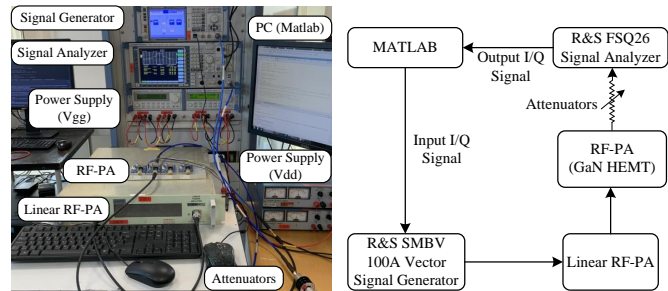 Signal Generator
Signal Analyzer
Power Supply
(Vgg)
RF-PA
Linear RF-PA
PC (Matlab)
Power Supply
(Vdd)
Attenuators
MATLAB
R&S FSQ26
Signal Analyzer
Output I/Q
Signal
Attenuators
Input I/Q
Signal
RF-PA
(GaN HEMT)
R&S SMBV
100A Vector
Signal Generator
Linear RF-PA